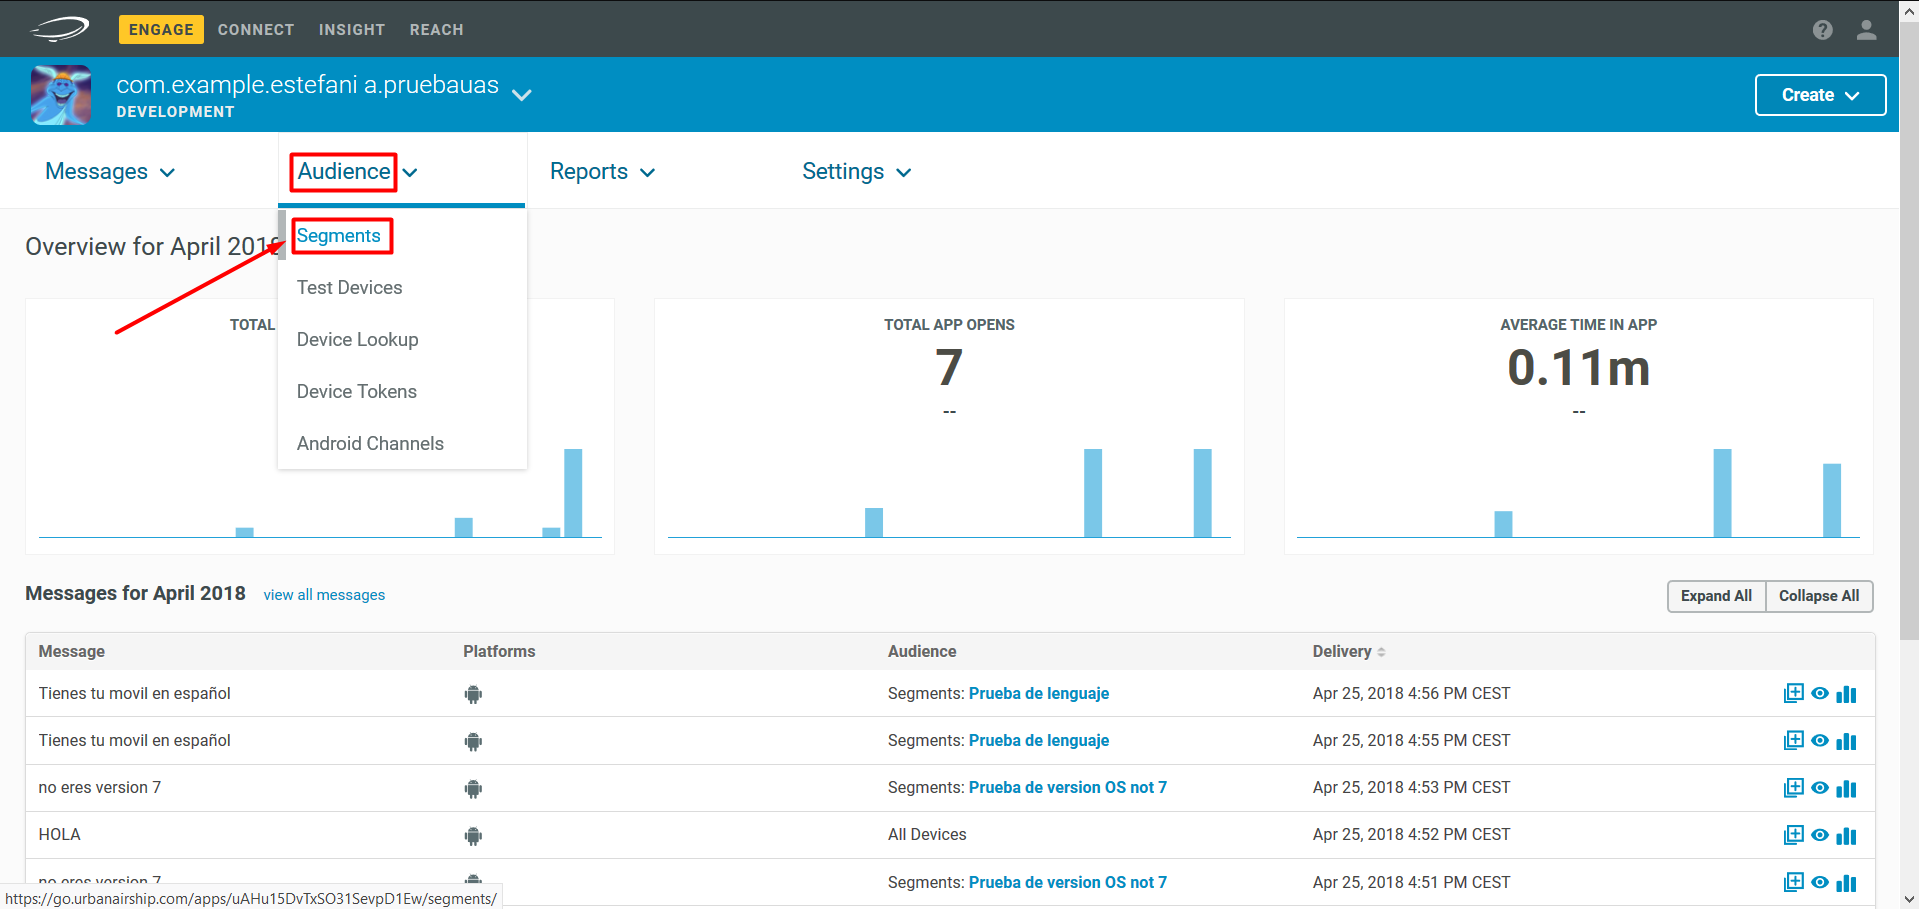 ENGAGE CONNECT INSIGHT REACH
com.example.estefani a.pruebauas
DEVELOPMENT
Create
Messages Audience Reports Settings
Segments
Overview for April 2018
Test Devices
Device Lookup
Device Tokens
Android Channels
TOTAL
TOTAL APP OPENS
7
--
AVERAGE TIME IN APP
0.11m
--
Messages for April 2018 view all messages
Expand All Collapse All
Message Platforms Audience Delivery
Tienes tu movil en español Segments: Prueba de lenguaje Apr 25, 2018 4:56 PM CEST
Tienes tu movil en español Segments: Prueba de lenguaje Apr 25, 2018 4:55 PM CEST
no eres version 7 Segments: Prueba de version OS not 7 Apr 25, 2018 4:53 PM CEST
HOLA All Devices Apr 25, 2018 4:52 PM CEST
no eres version 7 Segments: Prueba de version OS not 7 Apr 25, 2018 4:51 PM CEST
https://go.urbanairship.com/apps/uAHu15DvTxSO31SevpD1Ew/segments/